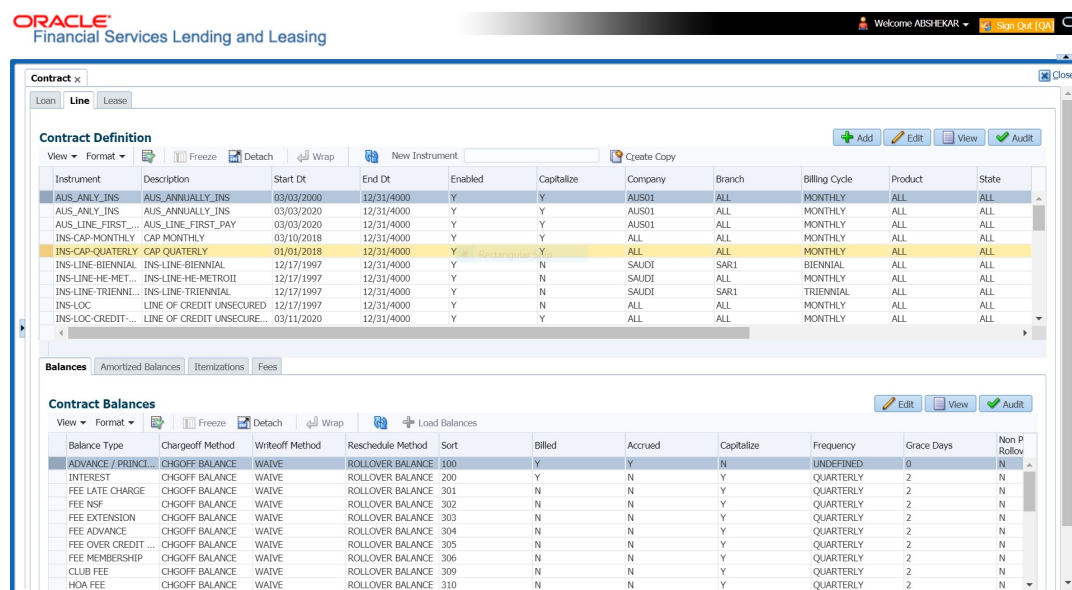 ORACLE
Welcome ABSHEKAR Sign Out (QA)
Financial Services Lending and Leasing
Contract x Close
Loan Line Lease
Contract Definition Add Edit View Audit
View Format Freeze Detach Wrap New Instrument Create Copy
Instrument Description Start Dt End Dt Enabled Capitalize Company Branch Billing Cycle Product State
AUS_ANLY_INS AUS_ANNUALLY_INS 03/03/2000 12/31/4000 Y Y AUS01 ALL MONTHLY ALL ALL
AUS_ANLY_INS AUS_ANNUALLY_INS 03/03/2020 12/31/4000 Y Y AUS01 ALL MONTHLY ALL ALL
AUS_LINE_FIRST_... AUS_LINE_FIRST_PAY 03/03/2020 12/31/4000 Y Y AUS01 ALL MONTHLY ALL ALL
INS-CAP-MONTHLY CAP MONTHLY 03/10/2018 12/31/4000 Y Y ALL ALL MONTHLY ALL ALL
INS-CAP-QUATERLY CAP QUATERLY 01/01/2018 12/31/4000 Y Y ALL ALL MONTHLY ALL ALL
Rectangular Snip
INS-LINE-BIENNIAL INS-LINE-BIENNIAL 12/17/1997 12/31/4000 Y N SAUDI SAR1 BIENNIAL ALL ALL
INS-LINE-HE-MET... INS-LINE-HE-METROII 12/17/1997 12/31/4000 Y N SAUDI SAR1 MONTHLY ALL ALL
INS-LINE-TRIENNI... INS-LINE-TRIENNIAL 12/17/1997 12/31/4000 Y N SAUDI SAR1 TRIENNIAL ALL ALL
INS-LOC LINE OF CREDIT UNSECURED 12/17/1997 12/31/4000 Y N ALL ALL MONTHLY ALL ALL
INS-LOC-CREDIT-... LINE OF CREDIT UNSECURE... 03/11/2020 12/31/4000 Y Y ALL ALL MONTHLY ALL ALL
Balances Amortized Balances Itemizations Fees
Contract Balances Edit View Audit
View Format Freeze Detach Wrap Load Balances
Balance Type Chargeoff Method Writeoff Method Reschedule Method Sort Billed Accrued Capitalize Frequency Grace Days Non P
Rollov
ADVANCE / PRINCI... CHGOFF BALANCE WAIVE ROLLOVER BALANCE 100 Y Y N UNDEFINED 0 N
INTEREST CHGOFF BALANCE WAIVE ROLLOVER BALANCE 200 Y N Y QUARTERLY 2 N
FEE LATE CHARGE CHGOFF BALANCE WAIVE ROLLOVER BALANCE 301 N N Y QUARTERLY 2 N
FEE NSF CHGOFF BALANCE WAIVE ROLLOVER BALANCE 302 N N Y QUARTERLY 2 N
FEE EXTENSION CHGOFF BALANCE WAIVE ROLLOVER BALANCE 303 N N Y QUARTERLY 2 N
FEE ADVANCE CHGOFF BALANCE WAIVE ROLLOVER BALANCE 304 N N Y QUARTERLY 2 N
FEE OVER CREDIT ... CHGOFF BALANCE WAIVE ROLLOVER BALANCE 305 N N Y QUARTERLY 2 N
FEE MEMBERSHIP CHGOFF BALANCE WAIVE ROLLOVER BALANCE 306 N N Y QUARTERLY 2 N
CLUB FEE CHGOFF BALANCE WAIVE ROLLOVER BALANCE 309 N N Y QUARTERLY 2 N
HOA FEE CHGOFF BALANCE WAIVE ROLLOVER BALANCE 310 N N Y QUARTERLY 2 N